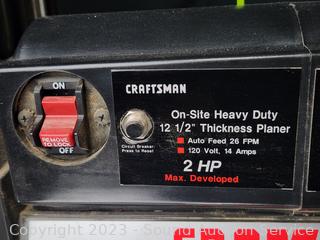 ON
REMOVE
TO LOCK
OFF
CRAFTSMAN
Circuit Breaker
Press to Reset
On-Site Heavy Duty
12 1/2" Thickness Planer
Auto Feed 26 FPM
120 Volt, 14 Amps
2 HP
Max. Developed
Copyright 2023 - Sound Auction Service